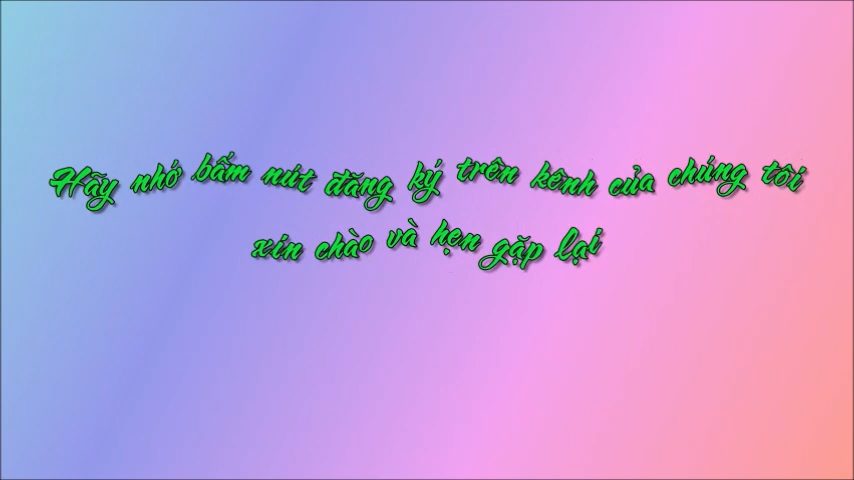 Hãy nhớ bấm nút đăng ký trên kênh của chúng tôi
xin chào và hẹn gặp lại